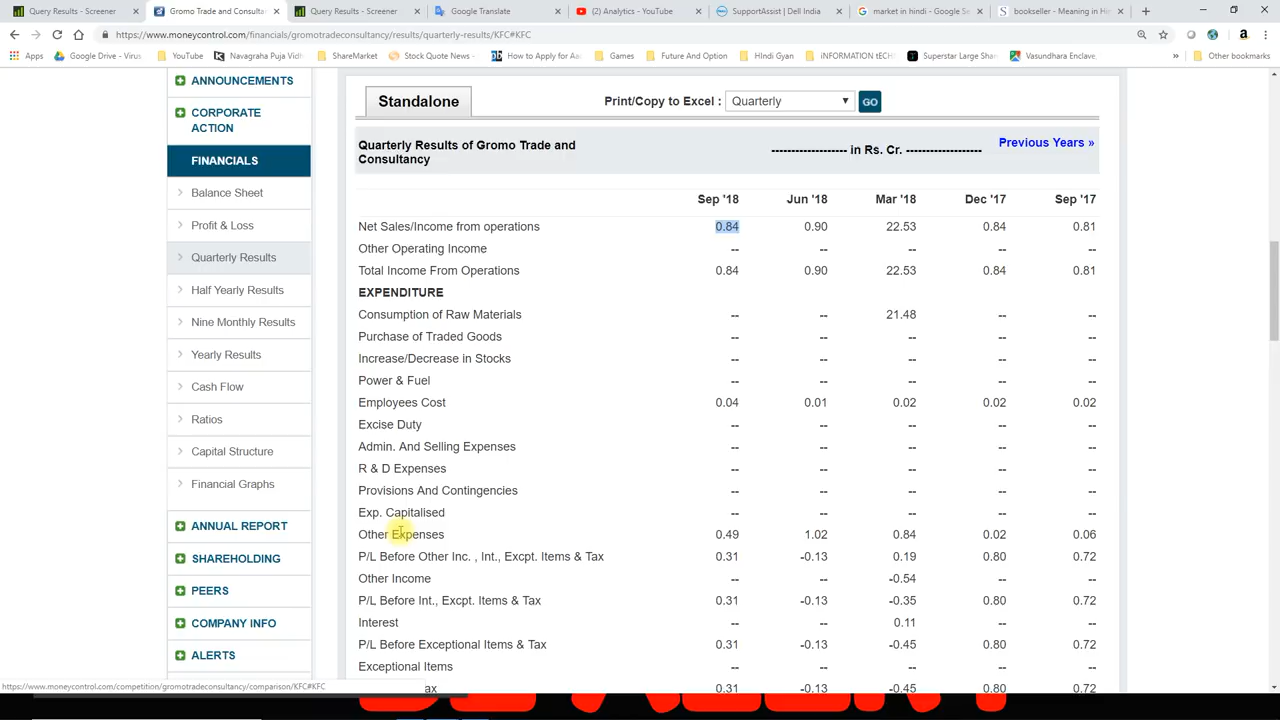 Query Results - Screener
Gromo Trade and Consulta
Query Results - Screener
Google Translate
(2) Analytics - YouTube
SupportAssist | Dell India
market in hindi - Google Se
bookseller - Meaning in Hi
https://www.moneycontrol.com/financials/gromotradeconsultancy/results/quarterly-results/KFC#KFC
Apps
Google Drive - Virus
YouTube
Navagraha Puja Vidh
ShareMarket
Stock Quote News -
How to Apply for Aac
Games
Future And Option
HIndi Gyan
iNFORMATION tECH
Superstar Large Shar
Vasundhara Enclave.
»
Other bookmarks
ANNOUNCEMENTS
CORPORATE
ACTION
FINANCIALS
Balance Sheet
Profit & Loss
Quarterly Results
Half Yearly Results
Nine Monthly Results
Yearly Results
Cash Flow
Ratios
Capital Structure
Financial Graphs
ANNUAL REPORT
SHAREHOLDING
PEERS
COMPANY INFO
ALERTS
Standalone
Print/Copy to Excel : Quarterly GO
Quarterly Results of Gromo Trade and
Consultancy
------------------- in Rs. Cr. -------------------
Previous Years »
Sep '18 Jun '18 Mar '18 Dec '17 Sep '17
Net Sales/Income from operations 0.84 0.90 22.53 0.84 0.81
Other Operating Income -- -- -- -- --
Total Income From Operations 0.84 0.90 22.53 0.84 0.81
EXPENDITURE
Consumption of Raw Materials -- -- 21.48 -- --
Purchase of Traded Goods -- -- -- -- --
Increase/Decrease in Stocks -- -- -- -- --
Power & Fuel -- -- -- -- --
Employees Cost 0.04 0.01 0.02 0.02 0.02
Excise Duty -- -- -- -- --
Admin. And Selling Expenses -- -- -- -- --
R & D Expenses -- -- -- -- --
Provisions And Contingencies -- -- -- -- --
Exp. Capitalised -- -- -- -- --
Other Expenses 0.49 1.02 0.84 0.02 0.06
P/L Before Other Inc. , Int., Excpt. Items & Tax 0.31 -0.13 0.19 0.80 0.72
Other Income -- -- -0.54 -- --
P/L Before Int., Excpt. Items & Tax 0.31 -0.13 -0.35 0.80 0.72
Interest -- -- 0.11 -- --
P/L Before Exceptional Items & Tax 0.31 -0.13 -0.45 0.80 0.72
Exceptional Items -- -- -- -- --
0.31 -0.13 -0.45 0.80 0.72
https://www.moneycontrol.com/competition/gromotradeconsultancy/comparison/KFC#KFC